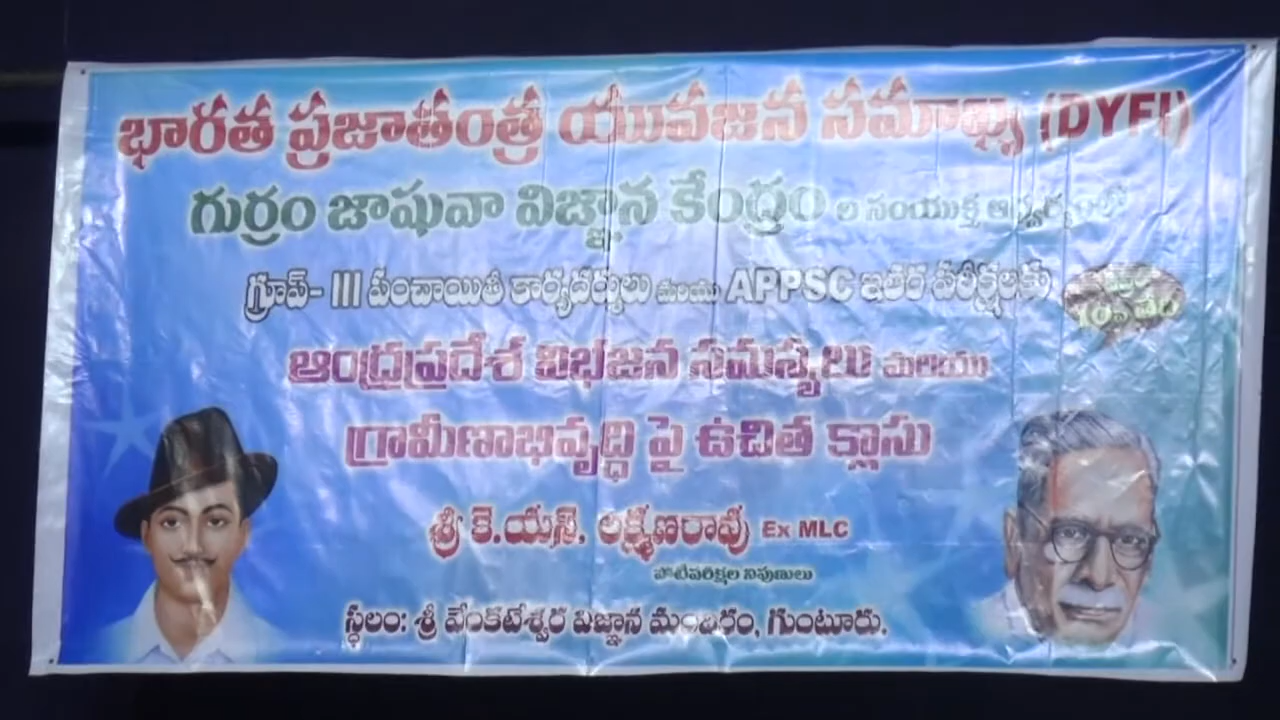 భారత ప్రజాతంత్ర యువజన సమాఖ్య (DYFI)
గుర్రం జాషువా విజ్ఞాన కేంద్రం ల సంయుక్త ఆధ్వర్యంలో
గ్రూప్- III పంచాయితీ కార్యదర్శులు మరియు APPSC ఇతర పరీక్షలకు
ఆంధ్రప్రదేశ్ విభజన సమస్యలు మరియు
గ్రామీణాభివృద్ధి పై ఉచిత క్లాసు
శ్రీ కె.యస్. లక్ష్మణరావు Ex MLC
పోటీపరీక్షల నిపుణులు
స్థలం: శ్రీ వేంకటేశ్వర విజ్ఞాన మందిరం, గుంటూరు.